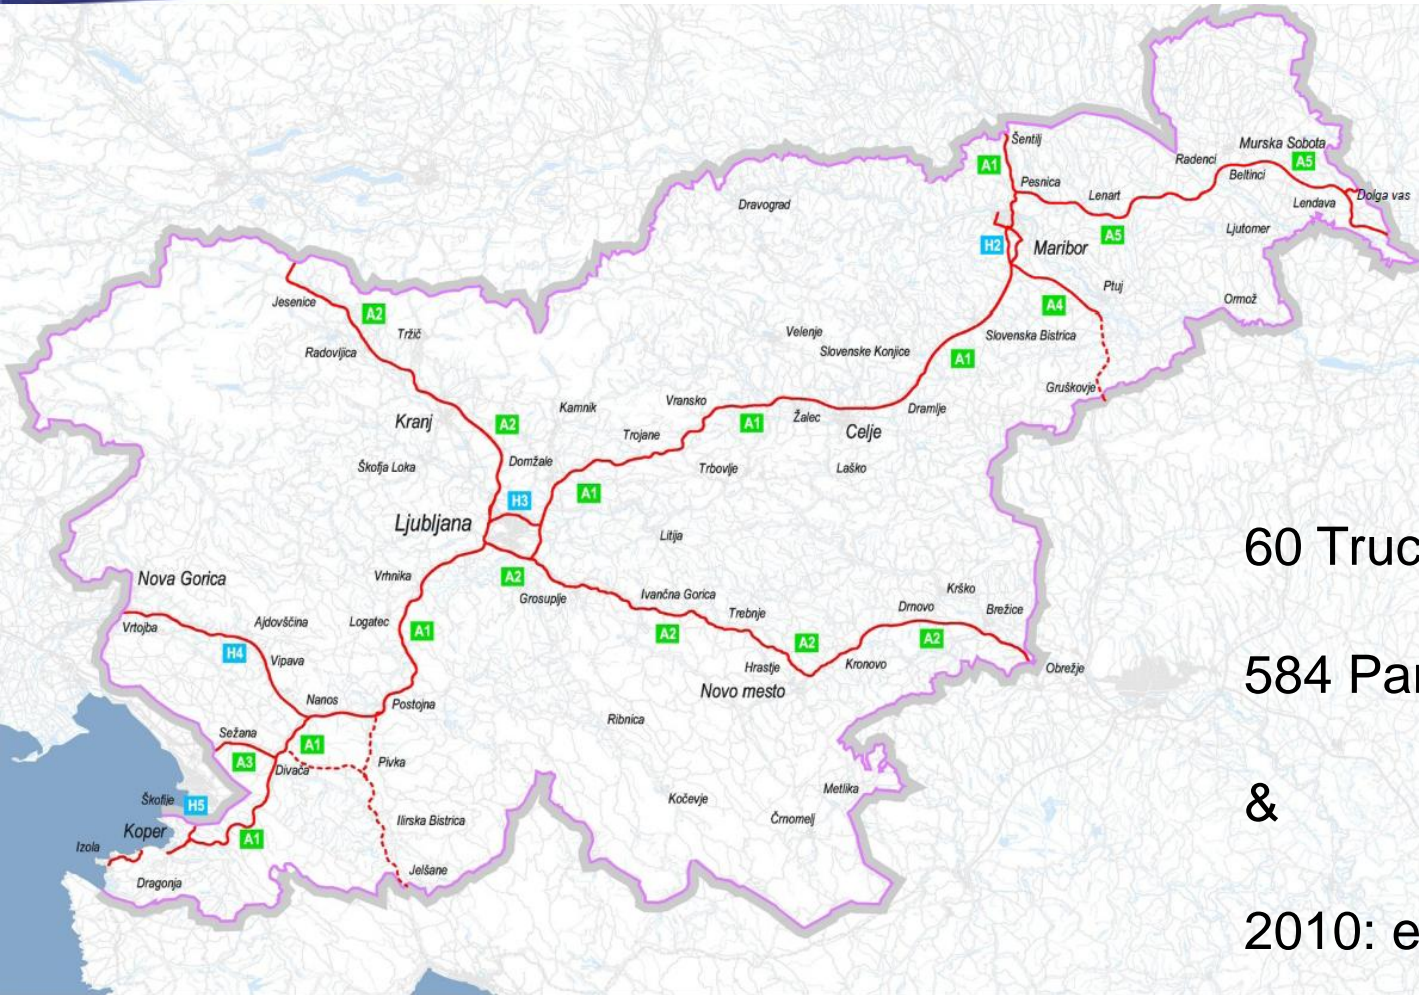 Šentilj
A1
Pesnica
Radenci
Murska Sobota
A5
Beltinci
Lenart
Dolga vas
Lendava
Dravograd
A5
Ljutomer
H2
Maribor
Ptuj
Ormož
A4
Jesenice
A2
Tržič
Radovljica
Velenje
Slovenske Konjice
Slovenska Bistrica
A1
Gruškovje
Kranj
A2
Kamnik
Vransko
Trojane
A1
Žalec
Celje
Dramlje
Škofja Loka
Domžale
Trbovlje
Laško
H3
A1
Ljubljana
Litija
Nova Gorica
Vrhnika
A2
Grosuplje
Ivančna Gorica
Trebnje
Drnovo
Krško
Brežice
Vrtojba
Ajdovščina
Logatec
A1
A2
A2
A2
H4
Vipava
Hrastje
Kronovo
Obrežje
Novo mesto
Nanos
Postojna
Ribnica
Sežana
A1
A3
Divača
Pivka
Škofije
H5
Kočevje
Metlika
Črnomelj
Koper
A1
Ilirska Bistrica
Izola
Dragonja
Jelšane
60
584
&
2010: